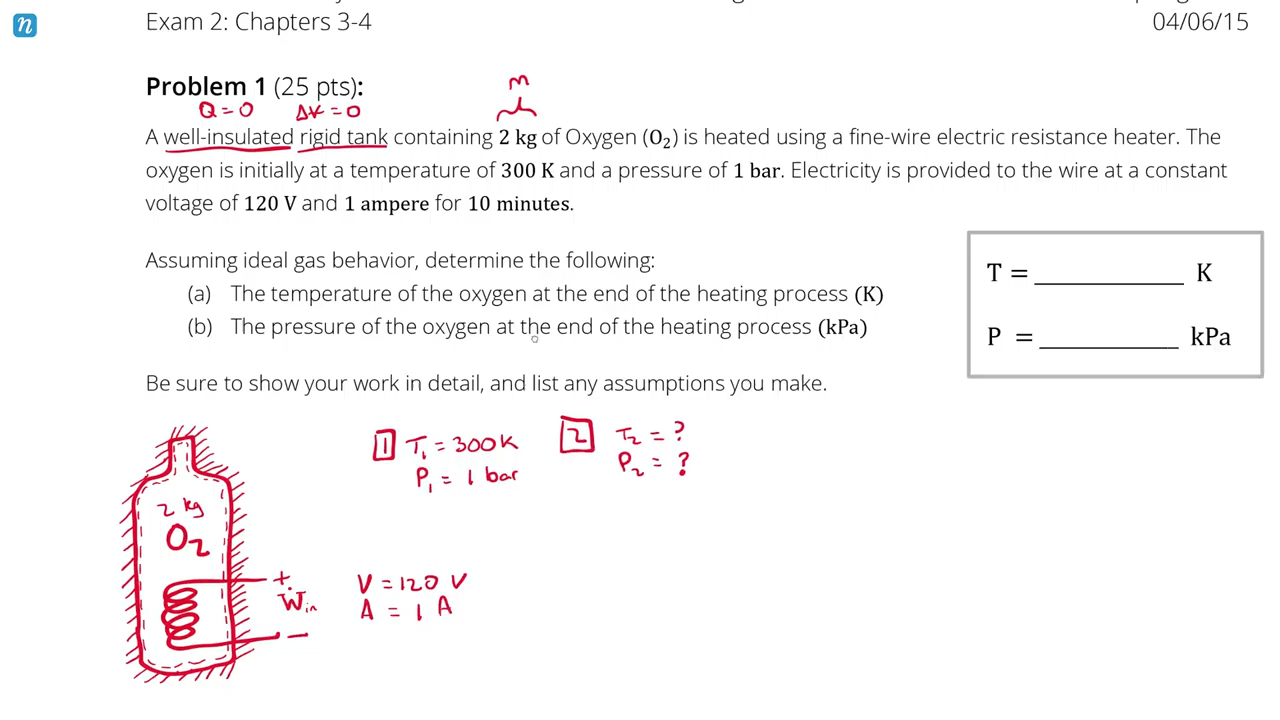 n
Exam 2: Chapters 3-4
04/06/15
Problem 1 (25 pts):
m
Q = 0 ΔV = 0
A well-insulated rigid tank containing 2 kg of Oxygen (O₂) is heated using a fine-wire electric resistance heater. The
oxygen is initially at a temperature of 300 K and a pressure of 1 bar. Electricity is provided to the wire at a constant
voltage of 120 V and 1 ampere for 10 minutes.
Assuming ideal gas behavior, determine the following:
(a) The temperature of the oxygen at the end of the heating process (K)
(b) The pressure of the oxygen at the end of the heating process (kPa)
T = __________ K
P = __________ kPa
Be sure to show your work in detail, and list any assumptions you make.
1 T₁ = 300K
P₁ = 1 bar
2 T₂ = ?
P₂ = ?
2 kg
O₂
+
Ẇin
−
V = 120 V
A = 1 A